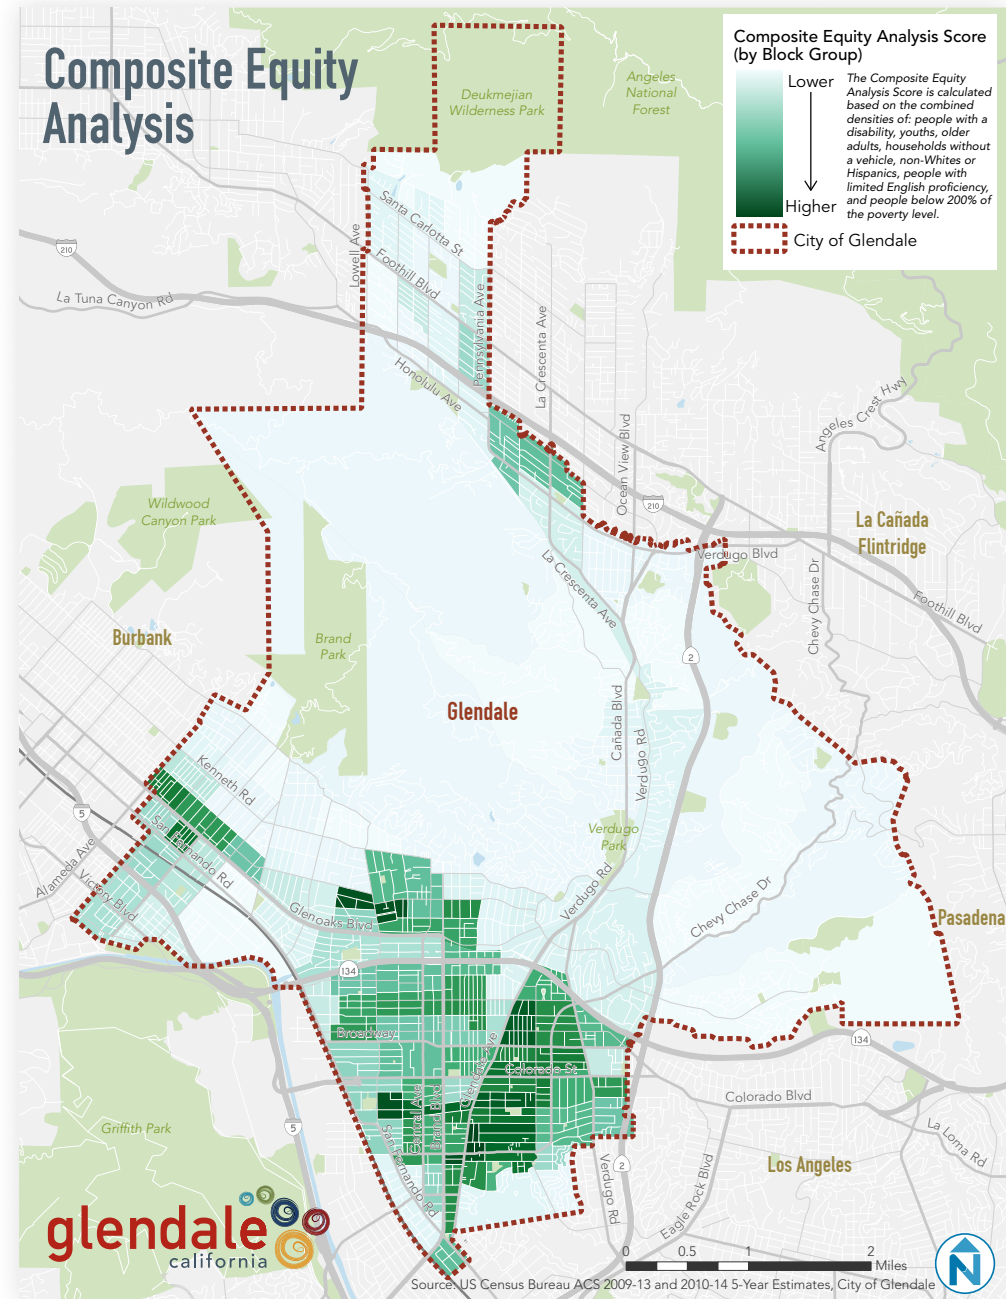 Composite Equity
Analysis
Composite Equity Analysis Score
(by Block Group)
Lower
Higher
The Composite Equity
Analysis Score is calculated
based on the combined
densities of: people with a
disability, youths, older
adults, households without
a vehicle, non-Whites or
Hispanics, people with
limited English proficiency,
and people below 200% of
the poverty level.
City of Glendale
Deukmejian
Wilderness Park
Angeles
National
Forest
Santa Carlotta St
Lowell Ave
210
Foothill Blvd
La Tuna Canyon Rd
Pennsylvania Ave
La Crescenta Ave
Honolulu Ave
Angeles Crest Hwy
Ocean View Blvd
210
Wildwood
Canyon Park
La Cañada
Flintridge
Verdugo Blvd
La Crescenta Ave
Chevy Chase Dr
Foothill Blvd
Burbank
Brand
Park
2
Glendale
Cañada Blvd
Verdugo Rd
Kenneth Rd
5
San Fernando Rd
Verdugo
Park
Alameda Ave
Victory Blvd
Verdugo Rd
Chevy Chase Dr
Glenoaks Blvd
Pasadena
134
Broadway
134
Glendale Ave
Colorado St
Central Ave
Brand Blvd
Colorado Blvd
Griffith Park
5
San Fernando Rd
La Loma Rd
2
Los Angeles
Verdugo Rd
Eagle Rock Blvd
glendale
california
0 0.5 1 2
Miles
N
Source: US Census Bureau ACS 2009-13 and 2010-14 5-Year Estimates, City of Glendale